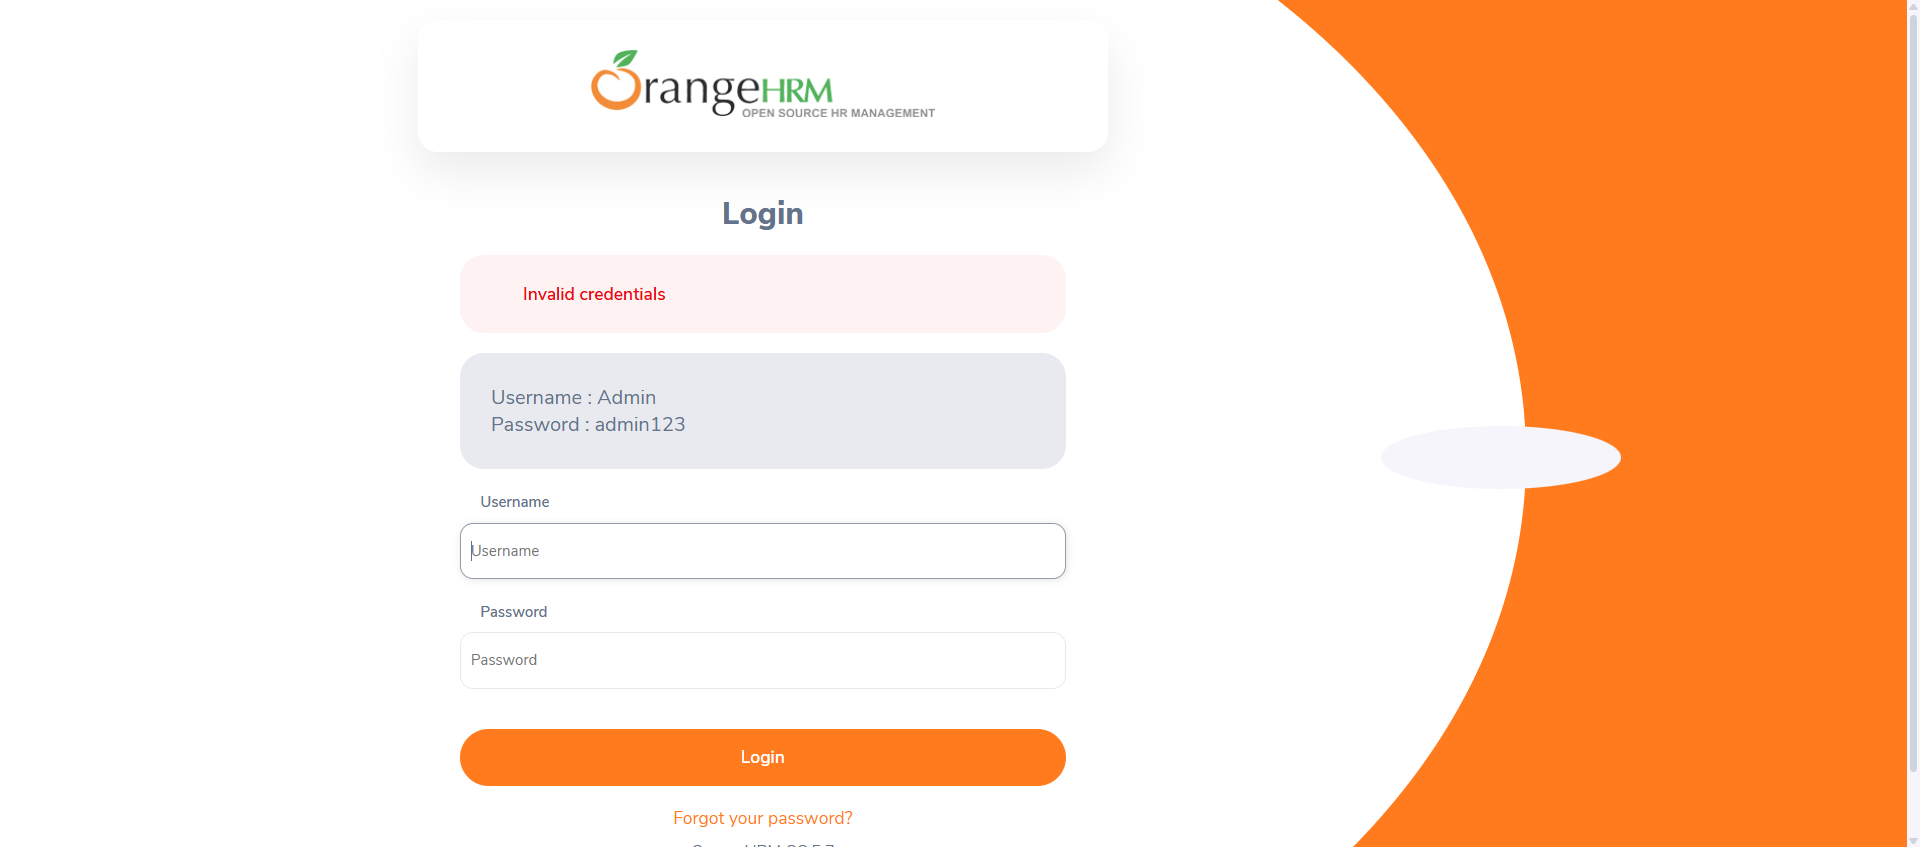 OrangeHRM
OPEN SOURCE HR MANAGEMENT
Login
Invalid credentials
Username : Admin
Password : admin123
Username
Username
Password
Password
Login
Forgot your password?